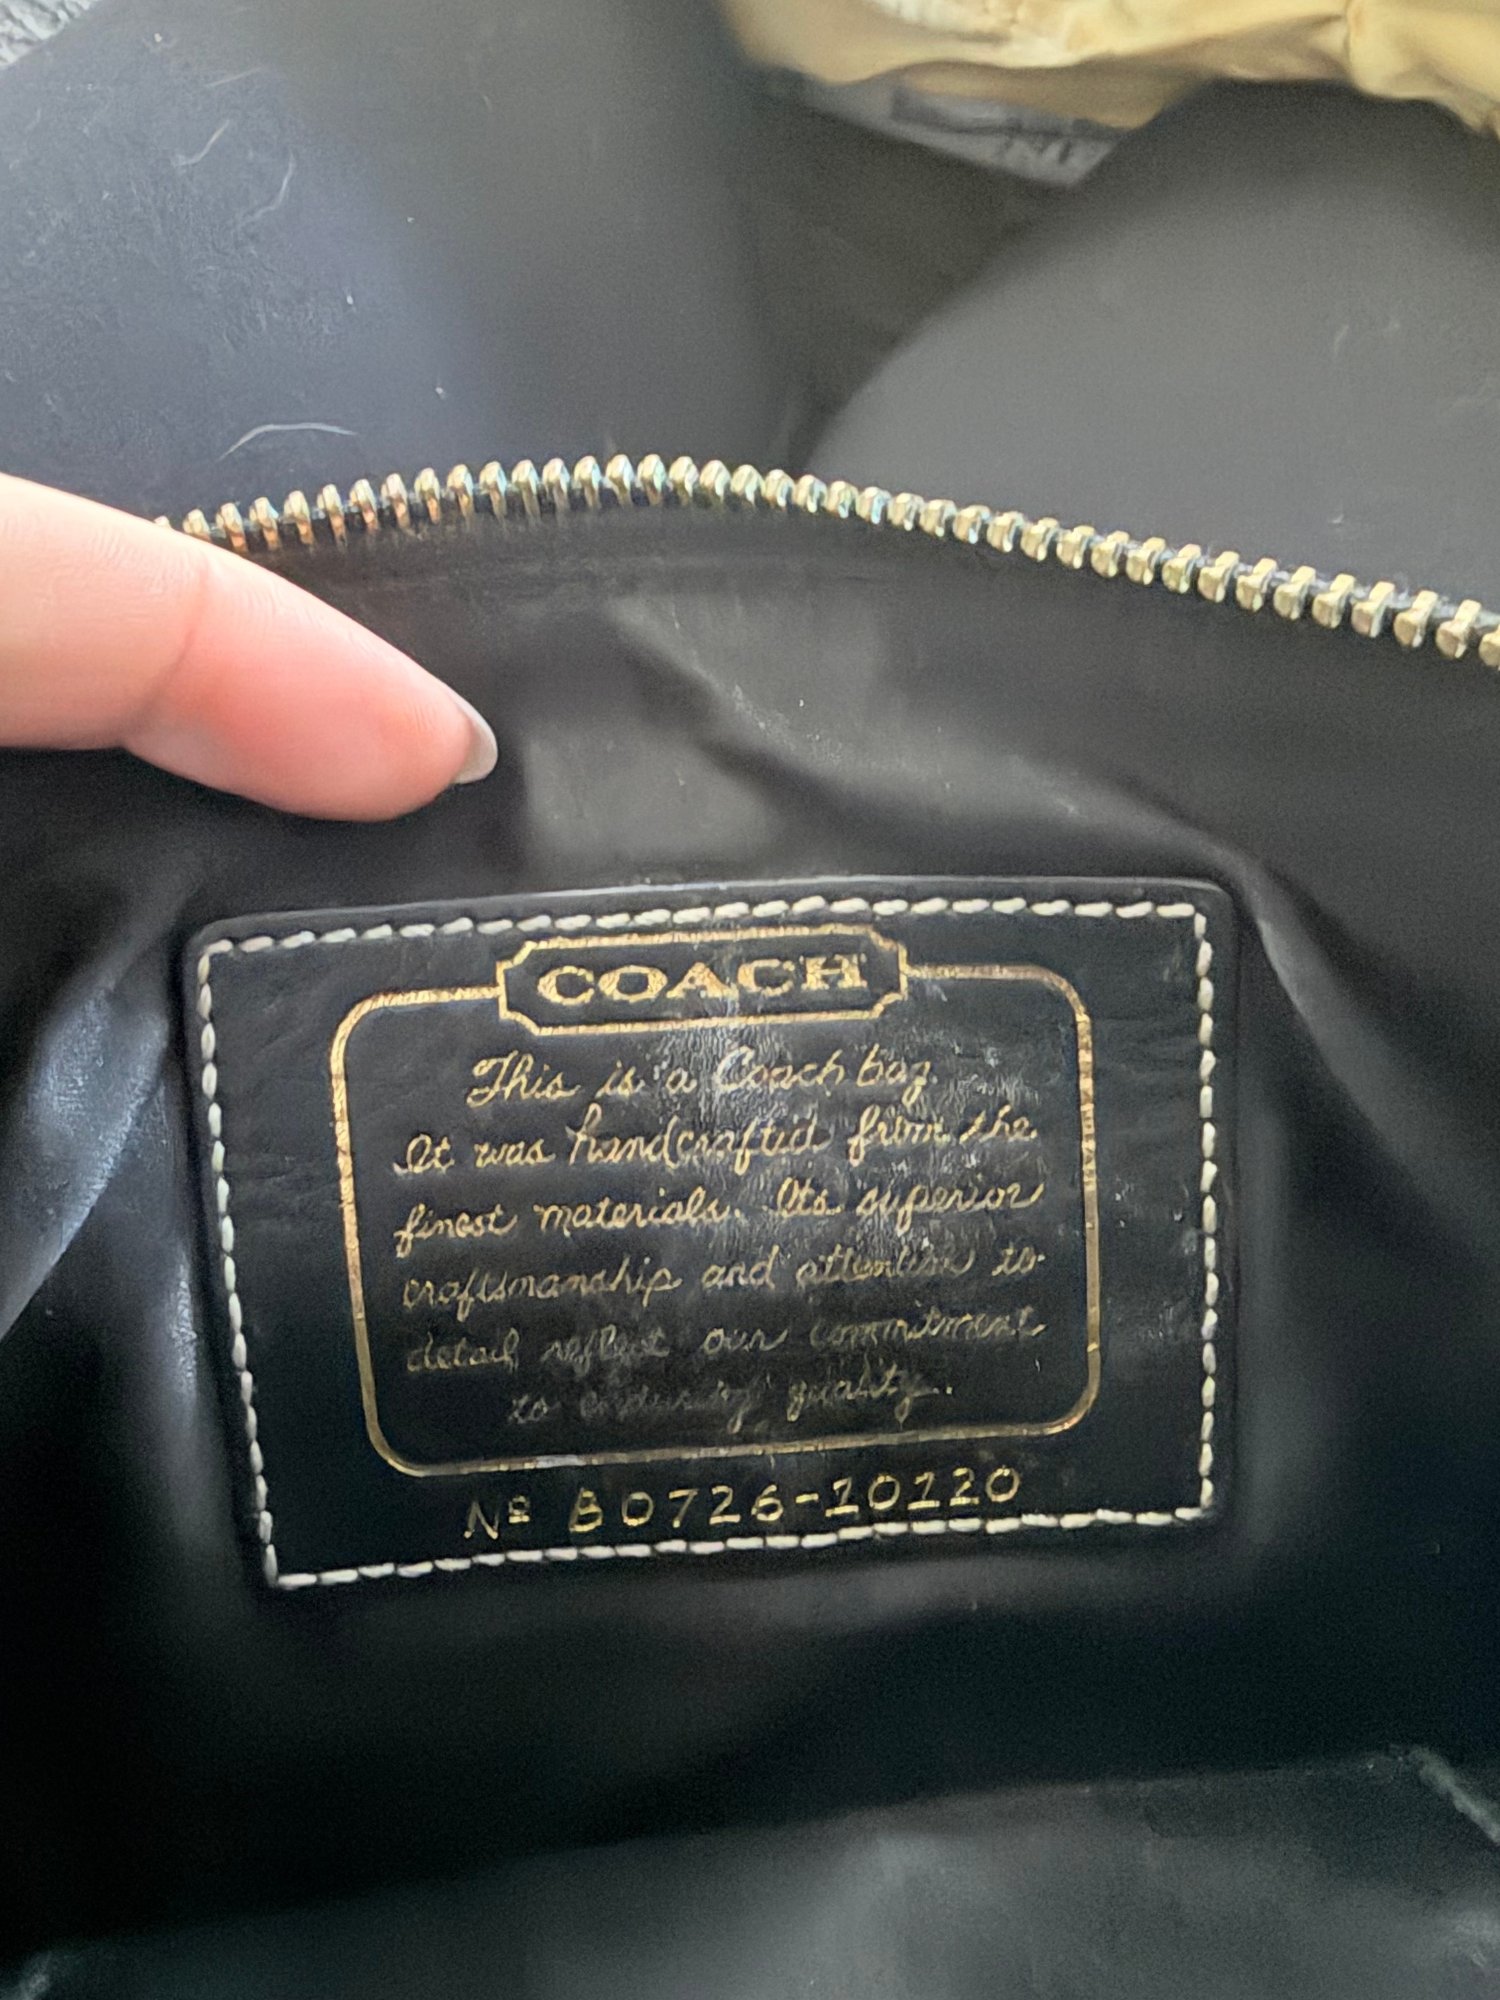 COACH
This is a Coach bag.
It was handcrafted from the
finest materials. Its superior
craftsmanship and attention to
detail reflect our commitment
to enduring quality.
Nº B0726-10120